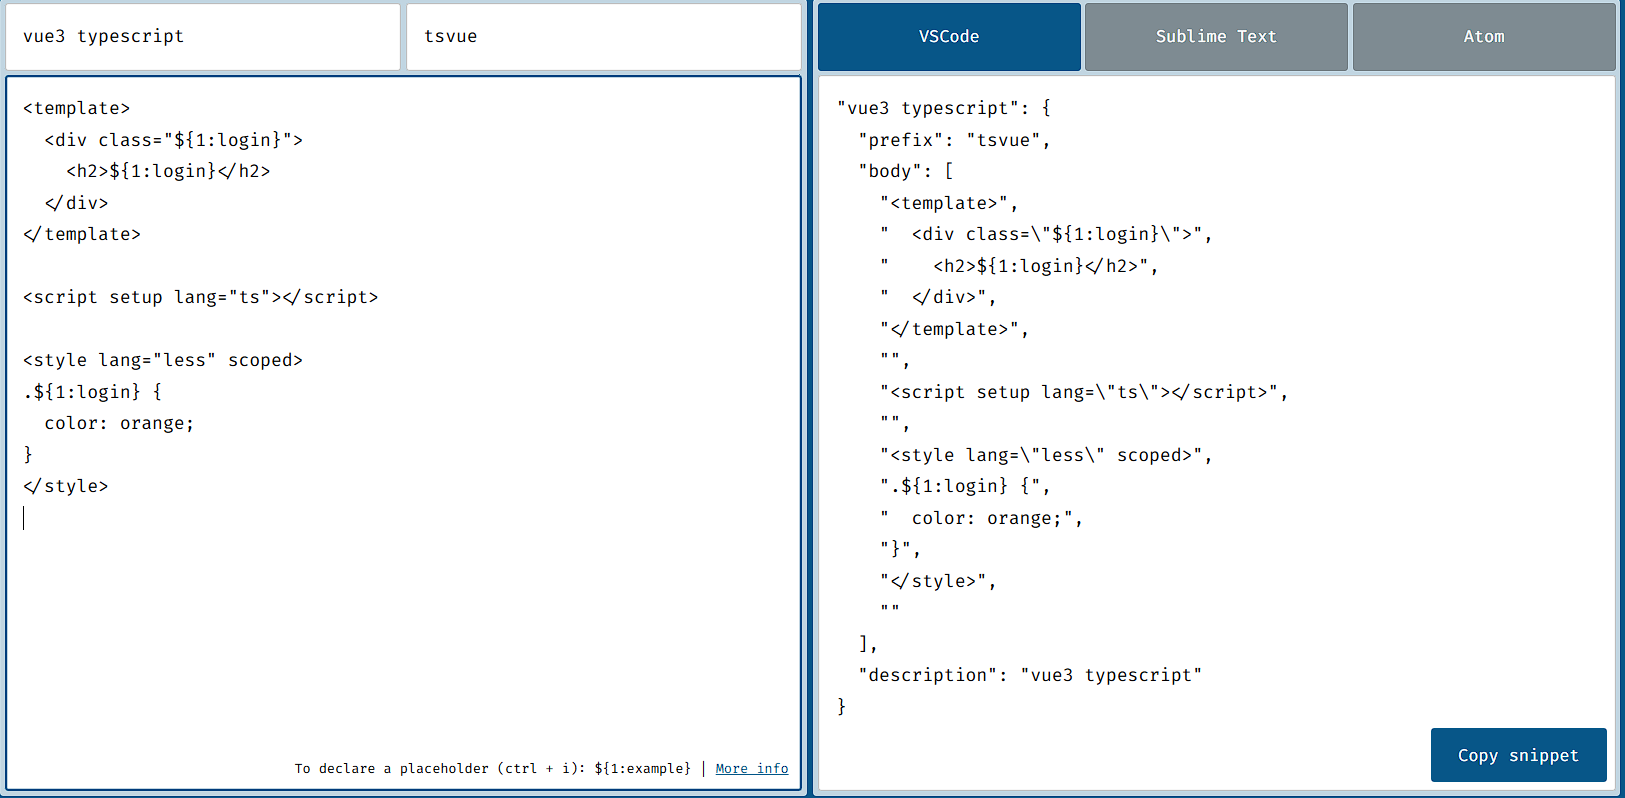 vue3 typescript
tsvue
<template>
  <div class="${1:login}">
    <h2>${1:login}</h2>
  </div>
</template>

<script setup lang="ts"></script>

<style lang="less" scoped>
.${1:login} {
  color: orange;
}
</style>
To declare a placeholder (ctrl + i): ${1:example} | More info
VSCode
Sublime Text
Atom
"vue3 typescript": {
  "prefix": "tsvue",
  "body": [
    "<template>",
    "  <div class=\"${1:login}\">",
    "    <h2>${1:login}</h2>",
    "  </div>",
    "</template>",
    "",
    "<script setup lang=\"ts\"></script>",
    "",
    "<style lang=\"less\" scoped>",
    ".${1:login} {",
    "  color: orange;",
    "}",
    "</style>",
    ""
  ],
  "description": "vue3 typescript"
}
Copy snippet